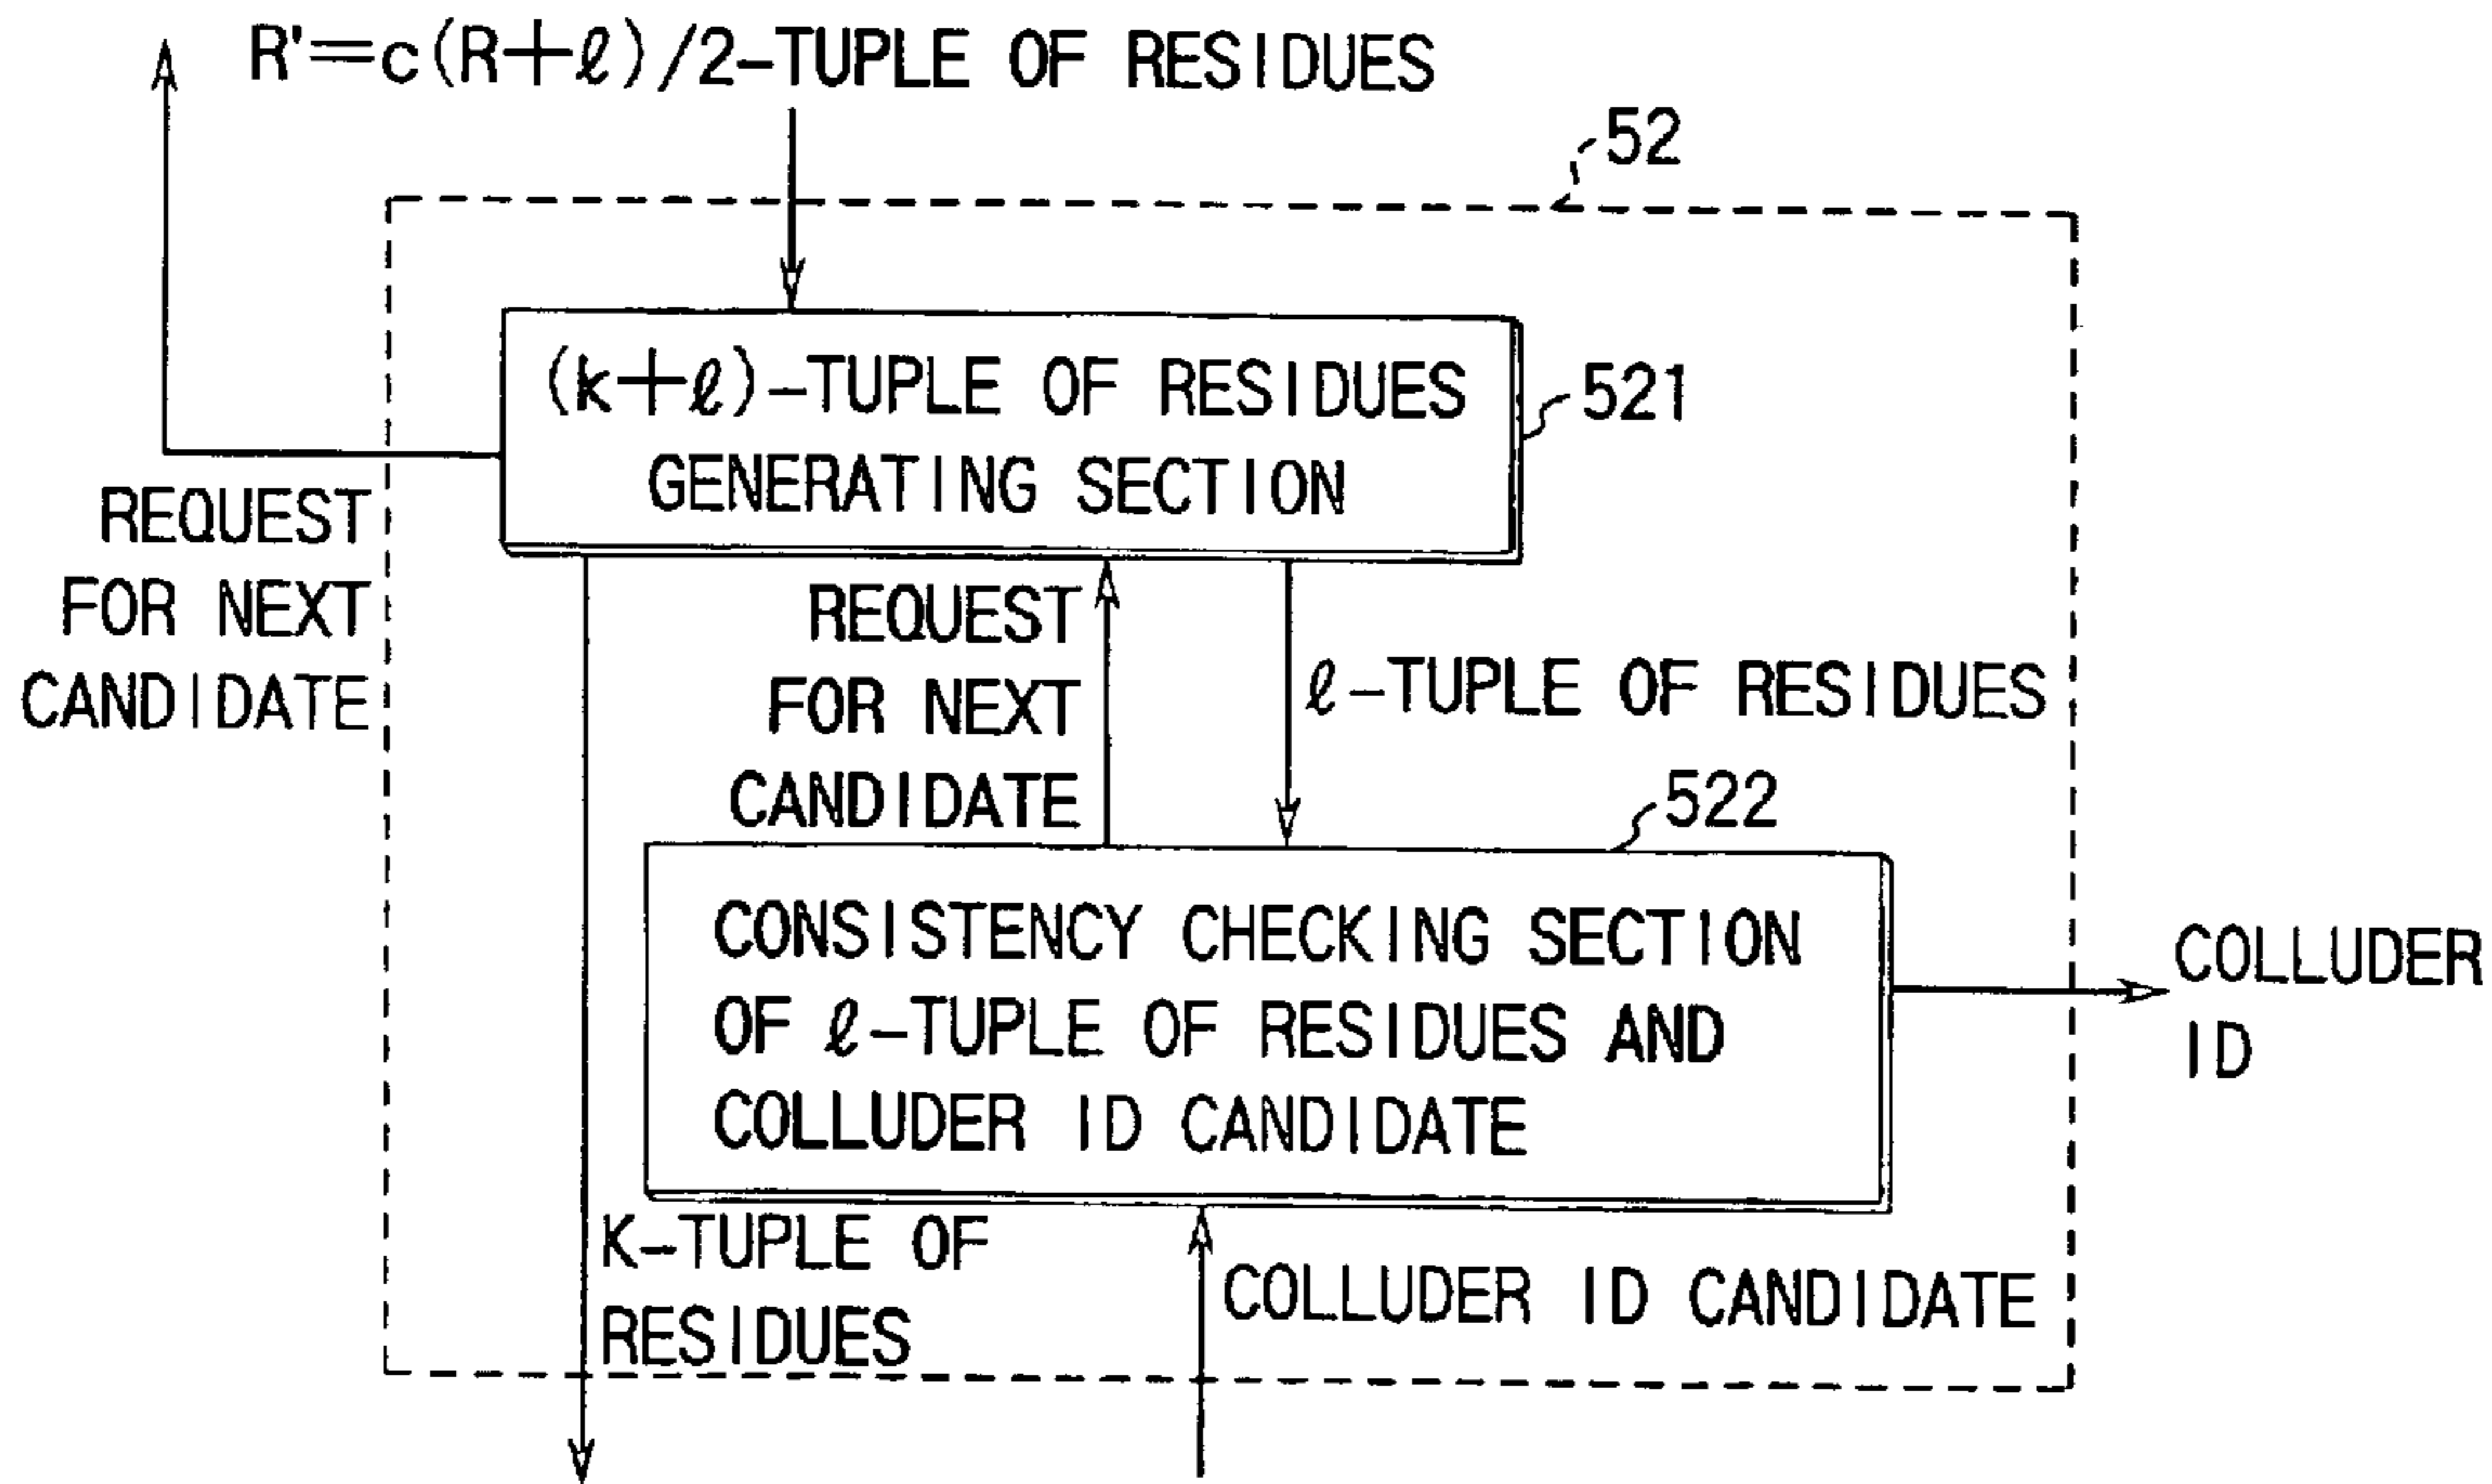 R'=c(R+ℓ)/2-TUPLE OF RESIDUES
52
(k+ℓ)-TUPLE OF RESIDUES
GENERATING SECTION
521
REQUEST
FOR NEXT
CANDIDATE
REQUEST
FOR NEXT
CANDIDATE
ℓ-TUPLE OF RESIDUES
522
CONSISTENCY CHECKING SECTION
OF ℓ-TUPLE OF RESIDUES AND
COLLUDER ID CANDIDATE
COLLUDER
ID
K-TUPLE OF
RESIDUES
COLLUDER ID CANDIDATE